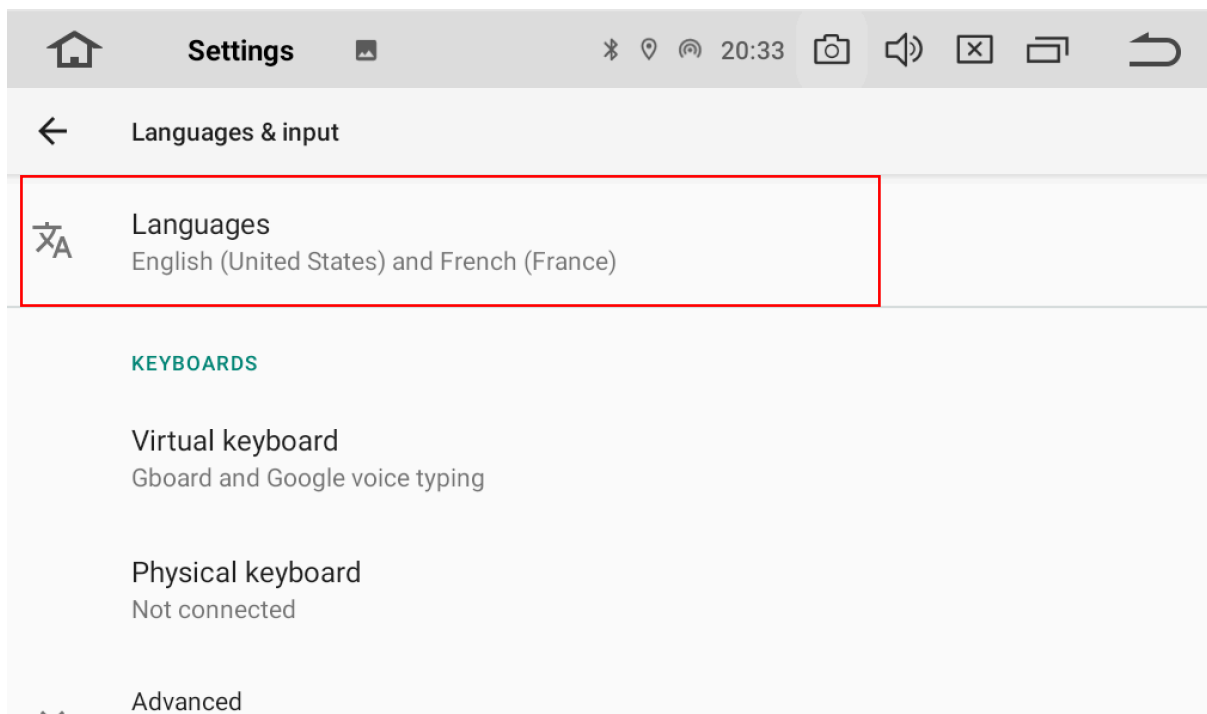 Settings
20:33
Languages & input
Languages
English (United States) and French (France)
KEYBOARDS
Virtual keyboard
Gboard and Google voice typing
Physical keyboard
Not connected
Advanced